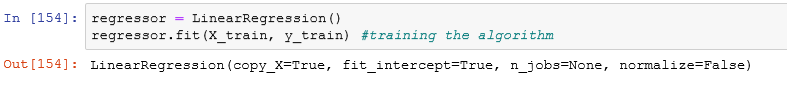 In [154]: regressor = LinearRegression()
regressor.fit(X_train, y_train) #training the algorithm
Out[154]: LinearRegression(copy_X=True, fit_intercept=True, n_jobs=None, normalize=False)